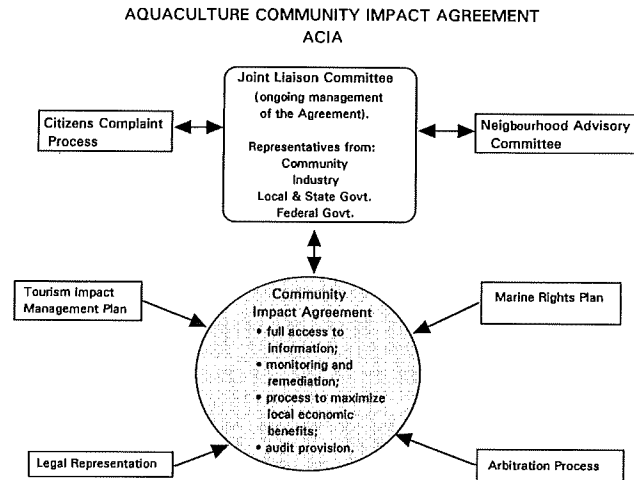 AQUACULTURE COMMUNITY IMPACT AGREEMENT
ACIA
Joint Liaison Committee
(ongoing management
of the Agreement).
Representatives from:
Community
Industry
Local & State Govt.
Federal Govt.
Citizens Complaint
Process
Neighbourhood Advisory
Committee
Tourism Impact
Management Plan
Community
Impact Agreement
• full access to
information;
• monitoring and
remediation;
• process to maximize
local economic
benefits;
• audit provision.
Marine Rights Plan
Legal Representation
Arbitration Process